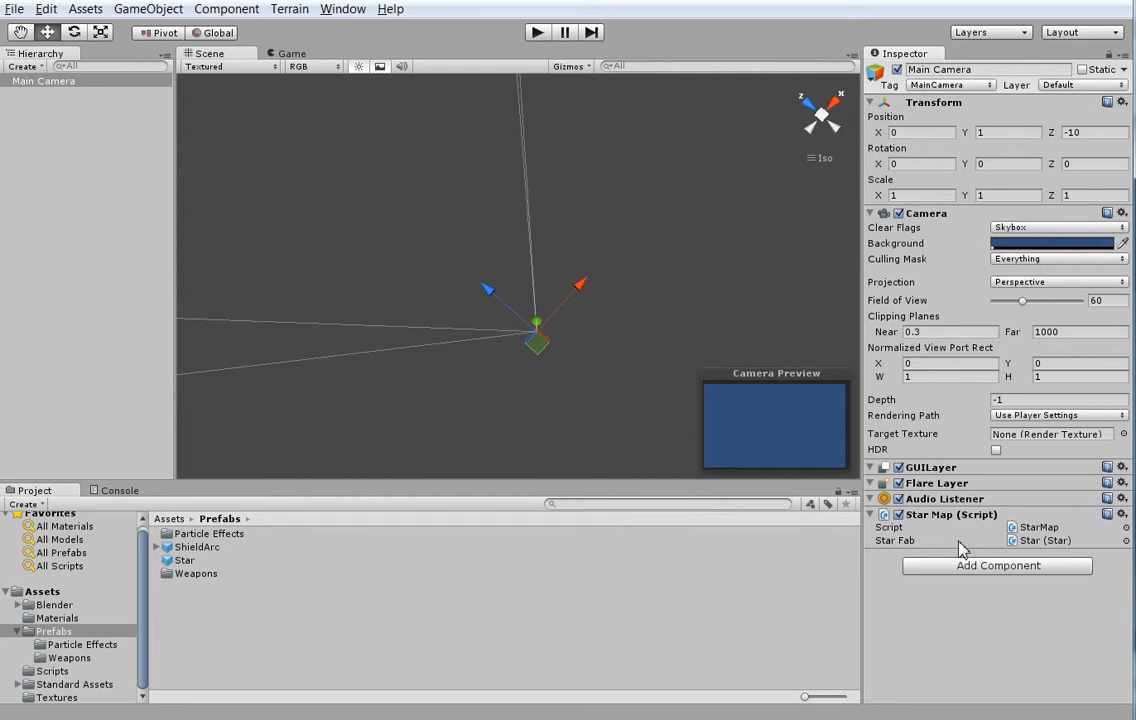 File Edit Assets GameObject Component Terrain Window Help
Pivot Global Layers Layout
Hierarchy Scene Game Inspector
Create All Textured RGB Gizmos All
Main Camera
Main Camera Static
Tag MainCamera Layer Default
Transform
Position
X 0 Y 1 Z -10
Rotation
X 0 Y 0 Z 0
Scale
X 1 Y 1 Z 1
z x
Iso
Camera
Clear Flags Skybox
Background
Culling Mask Everything
Projection Perspective
Field of View 60
Clipping Planes
Near 0.3 Far 1000
Normalized View Port Rect
X 0 Y 0
W 1 H 1
Depth -1
Rendering Path Use Player Settings
Target Texture None (Render Texture)
HDR
Camera Preview
GUILayer
Flare Layer
Audio Listener
Star Map (Script)
Script StarMap
Star Fab Star (Star)
Add Component
Project Console
Create
Favorites
All Materials
All Models
All Prefabs
All Scripts
Assets
Blender
Materials
Prefabs
Particle Effects
Weapons
Scripts
Standard Assets
Textures
Assets Prefabs
Particle Effects
ShieldArc
Star
Weapons